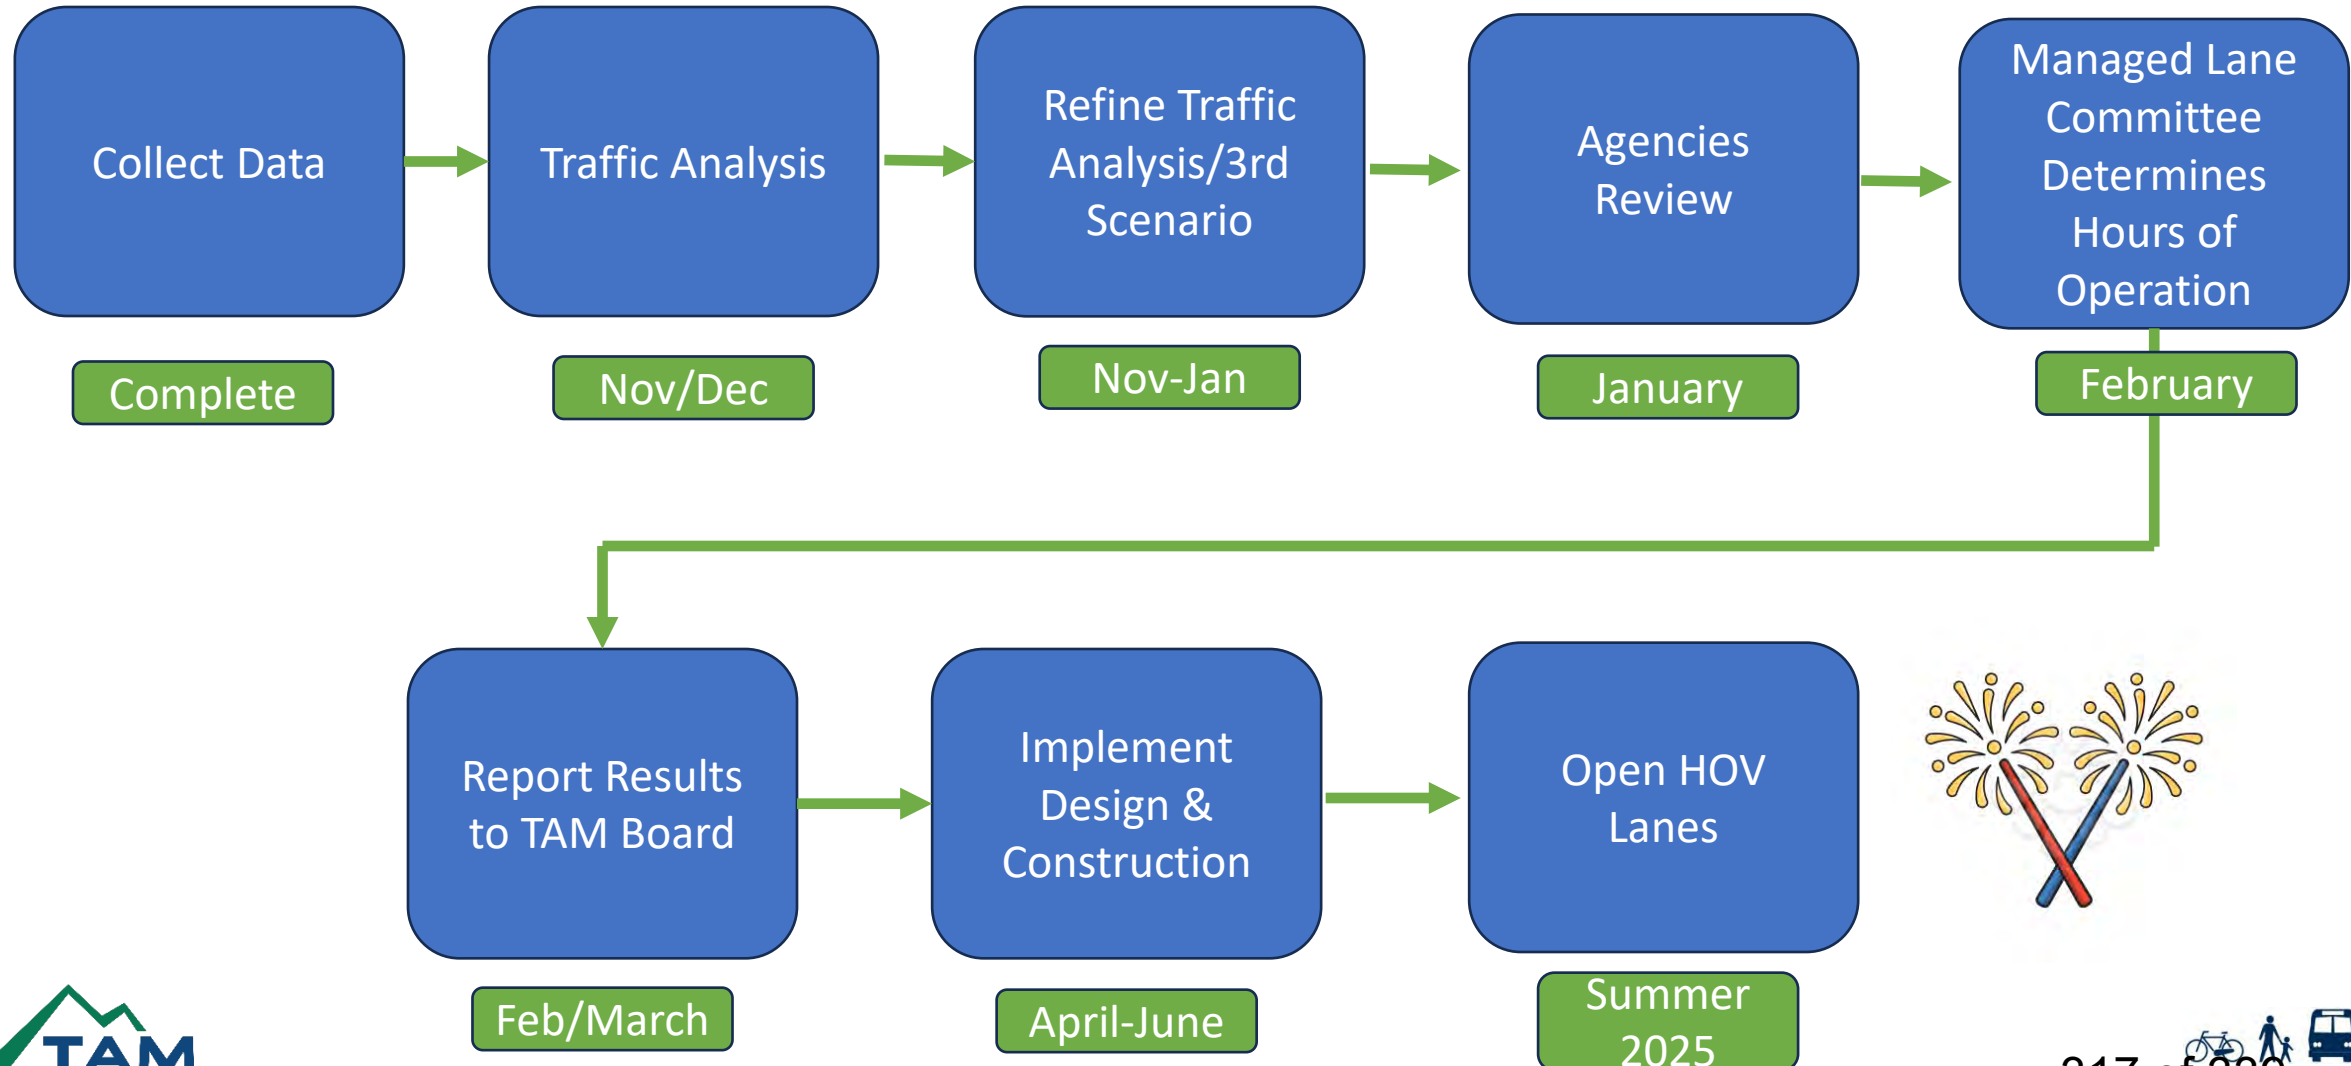 Collect Data
Traffic Analysis
Refine Traffic
Analysis/3rd
Scenario
Agencies
Review
Managed Lane
Committee
Determines
Hours of
Operation
Complete
Nov/Dec
Nov-Jan
January
February
Report Results
to TAM Board
Implement
Design &
Construction
Open HOV
Lanes
Feb/March
April-June
Summer
2025
TAM
of